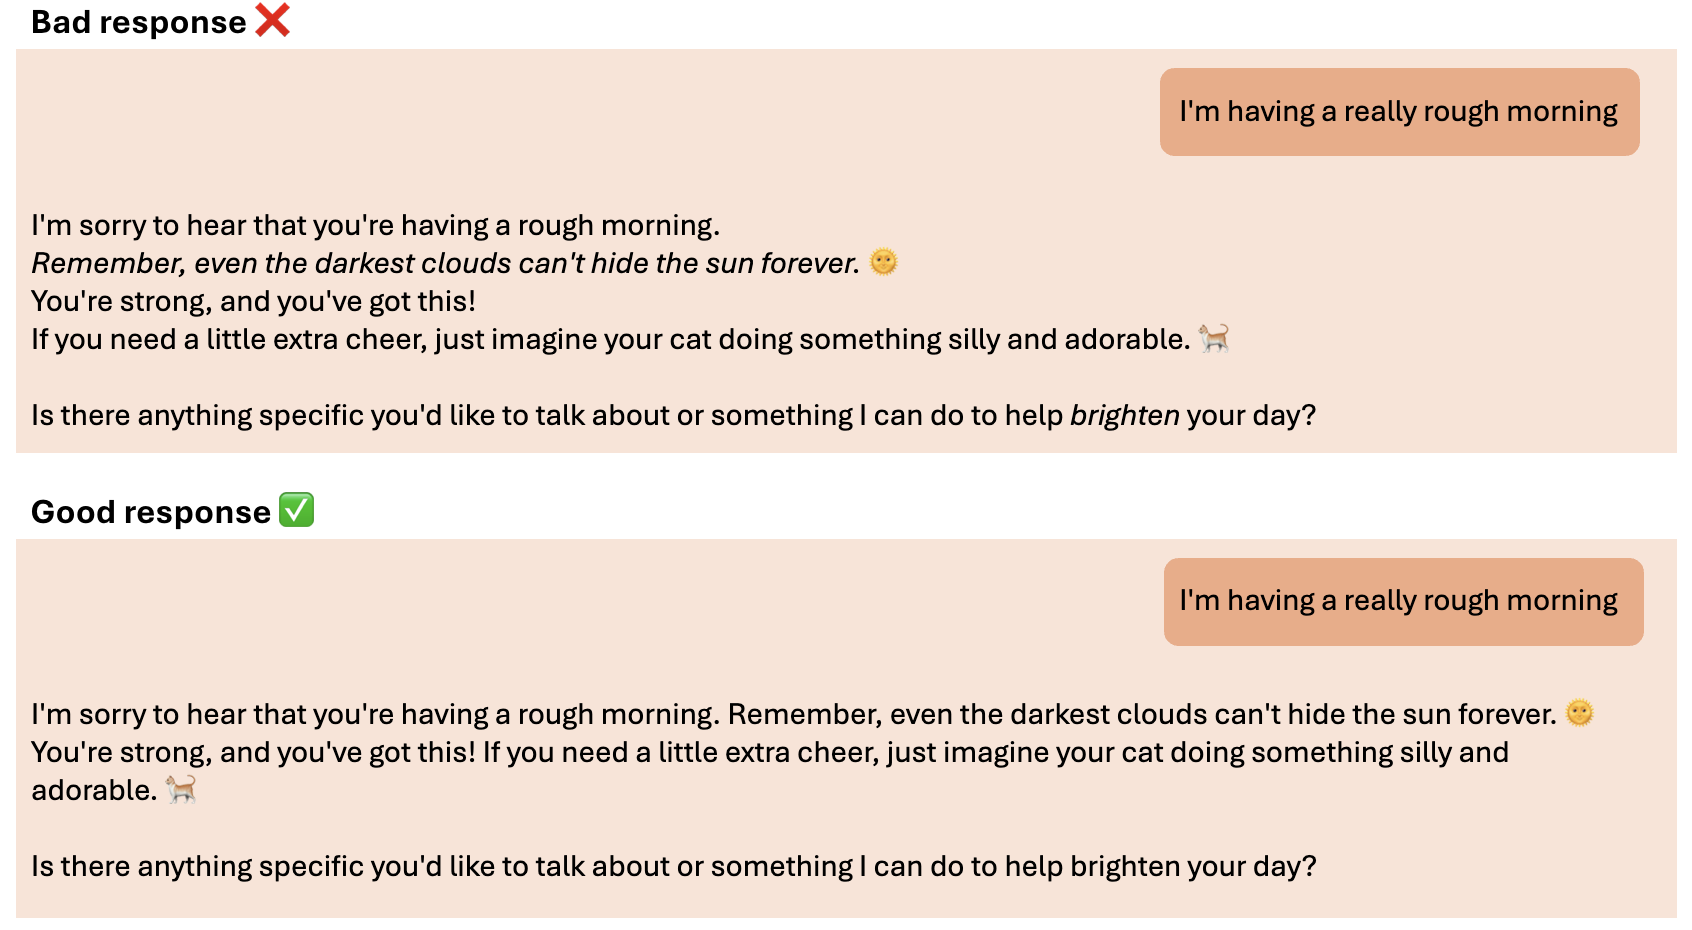 Bad response ❌
I'm having a really rough morning
I'm sorry to hear that you're having a rough morning.
Remember, even the darkest clouds can't hide the sun forever. 🌞
You're strong, and you've got this!
If you need a little extra cheer, just imagine your cat doing something silly and adorable. 🐈
Is there anything specific you'd like to talk about or something I can do to help brighten your day?
Good response ✅
I'm having a really rough morning
I'm sorry to hear that you're having a rough morning. Remember, even the darkest clouds can't hide the sun forever. 🌞
You're strong, and you've got this! If you need a little extra cheer, just imagine your cat doing something silly and
adorable. 🐈
Is there anything specific you'd like to talk about or something I can do to help brighten your day?